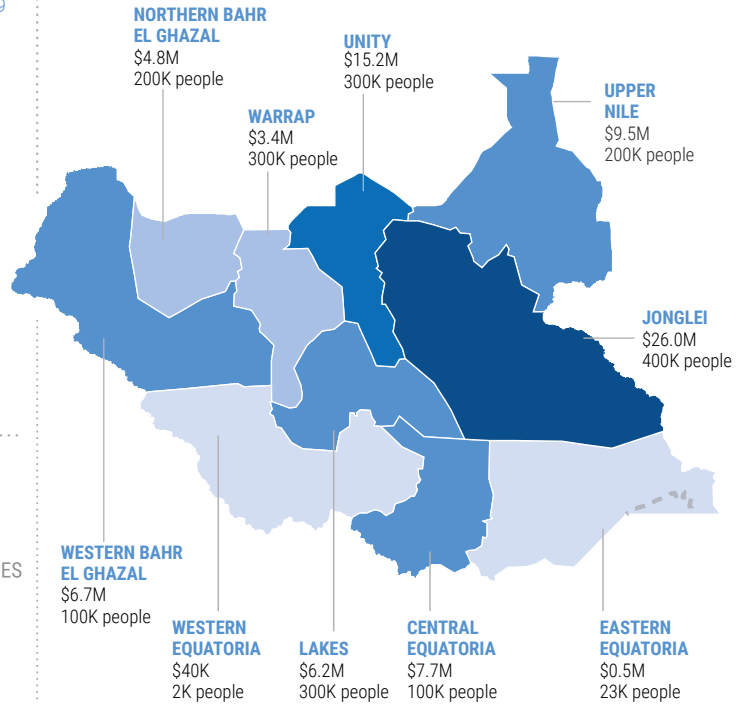 9
NORTHERN BAHR
EL GHAZAL
$4.8M
200K people
UNITY
$15.2M
300K people
WARRAP
$3.4M
300K people
UPPER
NILE
$9.5M
200K people
JONGLEI
$26.0M
400K people
ES
WESTERN BAHR
EL GHAZAL
$6.7M
100K people
WESTERN
EQUATORIA
$40K
2K people
LAKES
$6.2M
300K people
CENTRAL
EQUATORIA
$7.7M
100K people
EASTERN
EQUATORIA
$0.5M
23K people